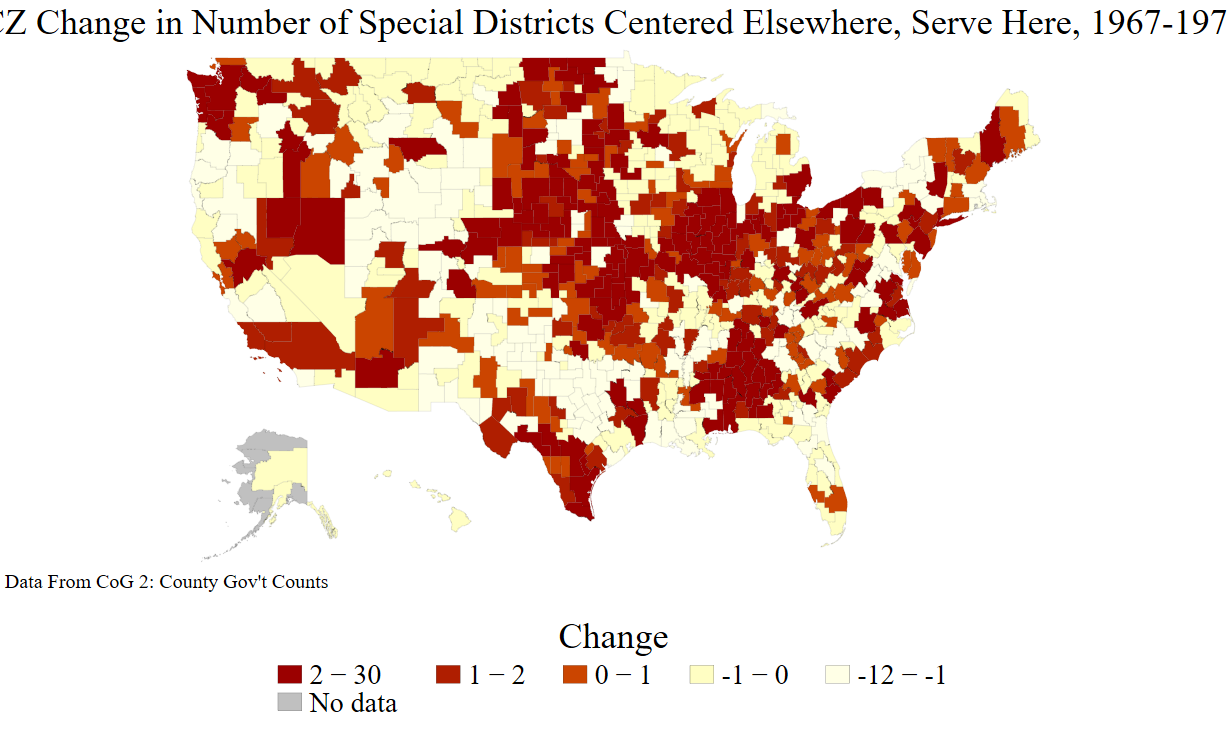 CZ Change in Number of Special Districts Centered Elsewhere, Serve Here, 1967-197
Data From CoG 2: County Gov't Counts
Change
2 − 30 1 − 2 0 − 1 -1 − 0 -12 − -1
No data